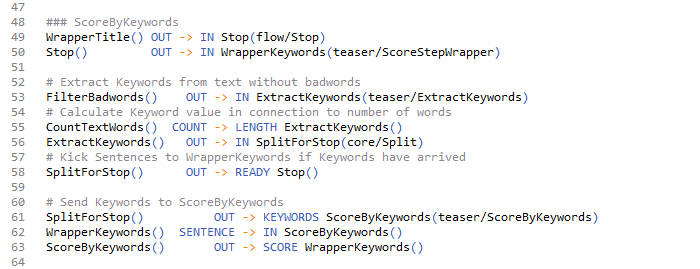 47
48 ### ScoreByKeywords
49 WrapperTitle() OUT -> IN Stop(flow/Stop)
50 Stop() OUT -> IN WrapperKeywords(teaser/ScoreStepWrapper)
51
52 # Extract Keywords from text without badwords
53 FilterBadwords() OUT -> IN ExtractKeywords(teaser/ExtractKeywords)
54 # Calculate Keyword value in connection to number of words
55 CountTextWords() COUNT -> LENGTH ExtractKeywords()
56 ExtractKeywords() OUT -> IN SplitForStop(core/Split)
57 # Kick Sentences to WrapperKeywords if Keywords have arrived
58 SplitForStop() OUT -> READY Stop()
59
60 # Send Keywords to ScoreByKeywords
61 SplitForStop() OUT -> KEYWORDS ScoreByKeywords(teaser/ScoreByKeywords)
62 WrapperKeywords() SENTENCE -> IN ScoreByKeywords()
63 ScoreByKeywords() OUT -> SCORE WrapperKeywords()
64